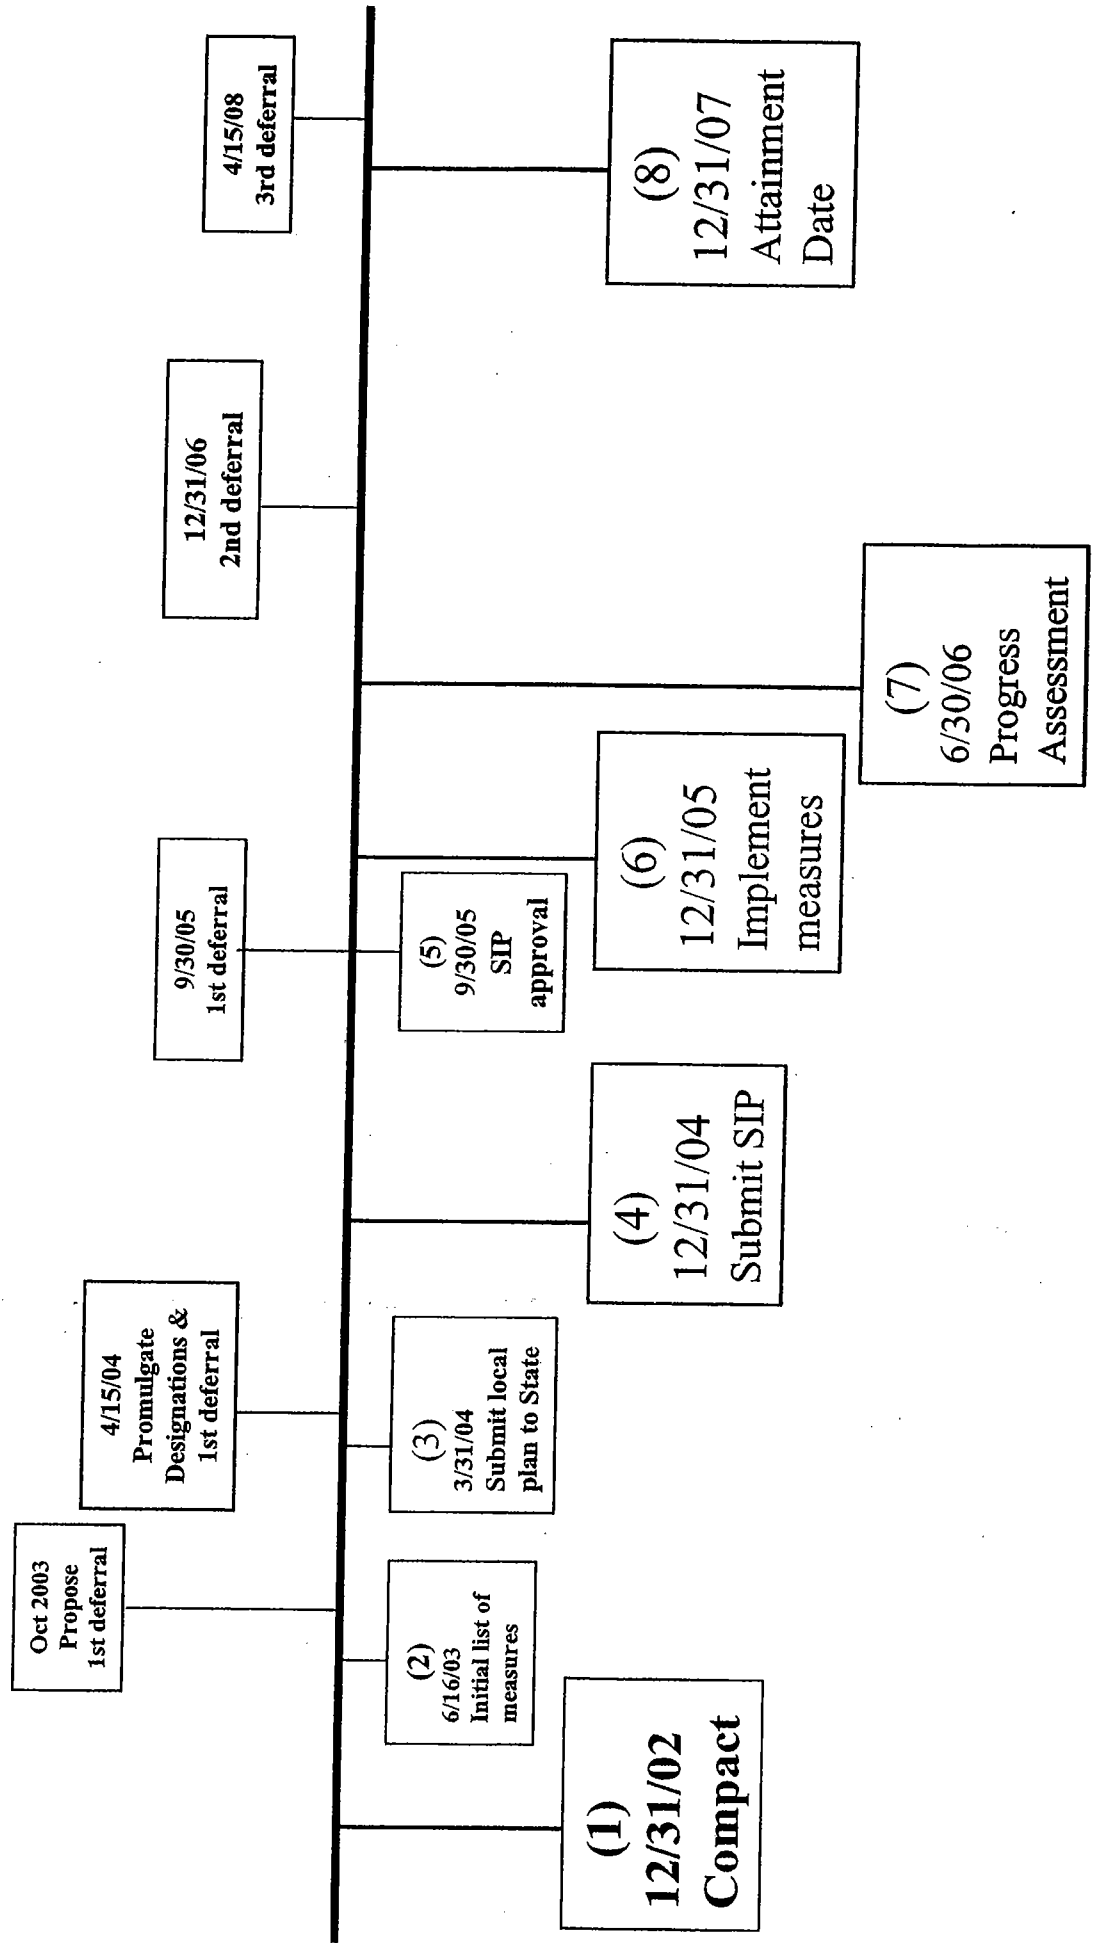 Oct 2003
Propose
1st deferral
4/15/04
Promulgate
Designations &
1st deferral
9/30/05
1st deferral
12/31/06
2nd deferral
4/15/08
3rd deferral
(1)
12/31/02
Compact
(2)
6/16/03
Initial list of
measures
(3)
3/31/04
Submit local
plan to State
(4)
12/31/04
Submit SIP
(5)
9/30/05
SIP
approval
(6)
12/31/05
Implement
measures
(7)
6/30/06
Progress
Assessment
(8)
12/31/07
Attainment
Date